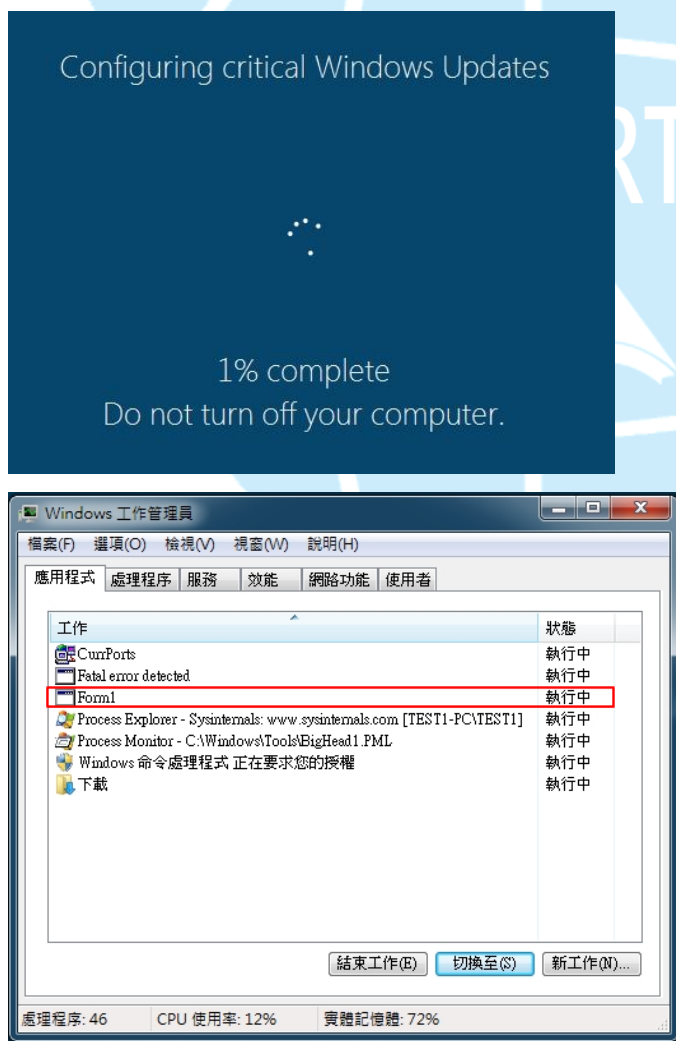 Configuring critical Windows Updates
RT
1% complete
Do not turn off your computer.
Windows 工作管理員
檔案(F) 選項(O) 檢視(V) 視窗(W) 說明(H)
應用程式 處理程序 服務 效能 網路功能 使用者
工作 狀態
CurrPorts 執行中
Fatal error detected 執行中
Form1 執行中
Process Explorer - Sysinternals: www.sysinternals.com [TEST1-PC\TEST1] 執行中
Process Monitor - C:\Windows\Tools\BigHead1.PML 執行中
Windows 命令處理程式 正在要求您的授權 執行中
下載 執行中
結束工作(E) 切換至(S) 新工作(N)...
處理程序: 46 CPU 使用率: 12% 實體記憶體: 72%